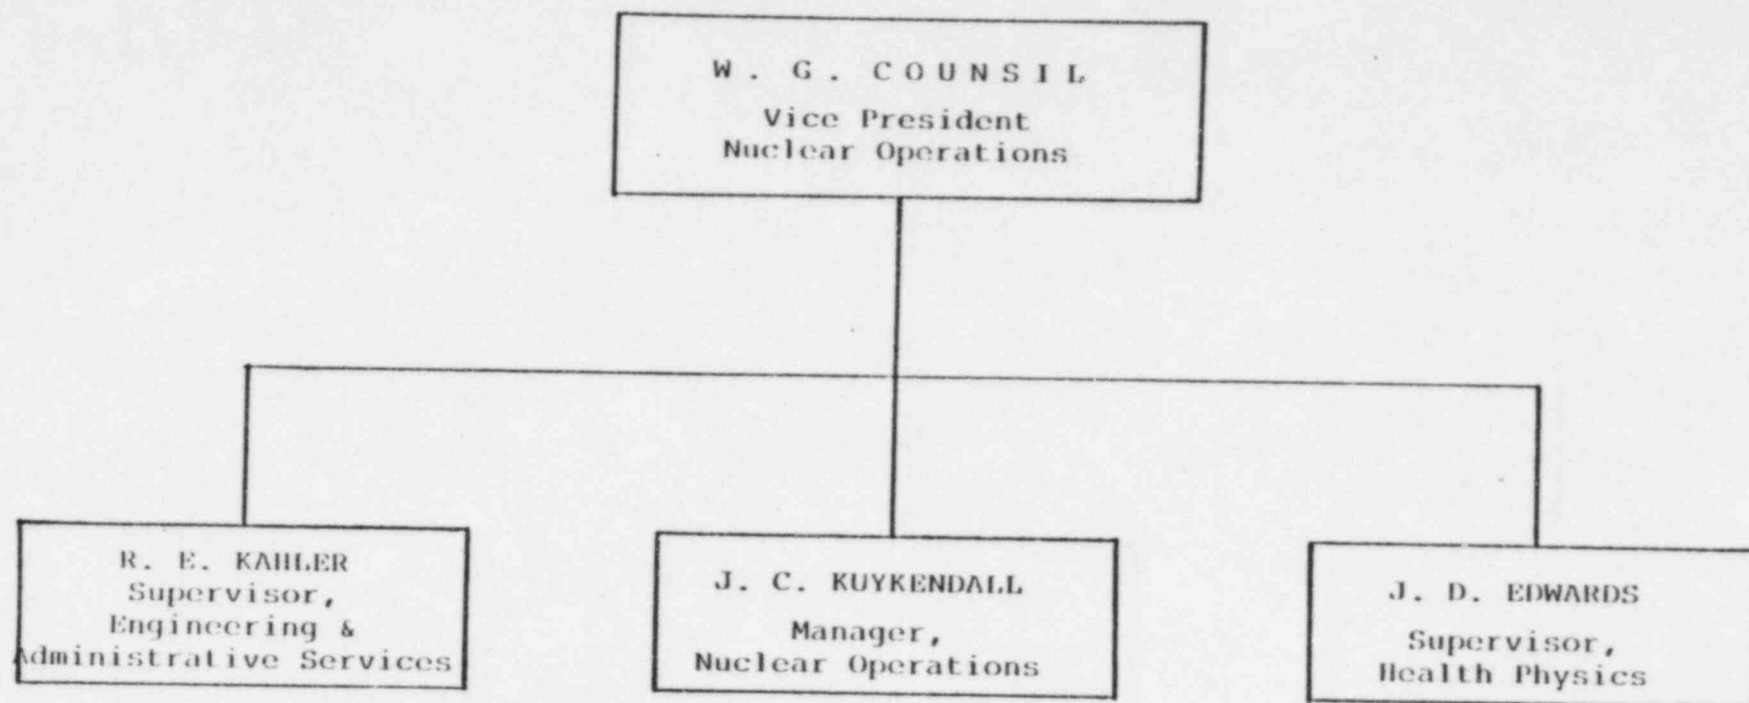 W. G. COUNSIL
Vice President
Nuclear Operations
R. E. KAHLER
Supervisor,
Engineering &
Administrative Services
J. C. KUYKENDALL
Manager,
Nuclear Operations
J. D. EDWARDS
Supervisor,
Health Physics